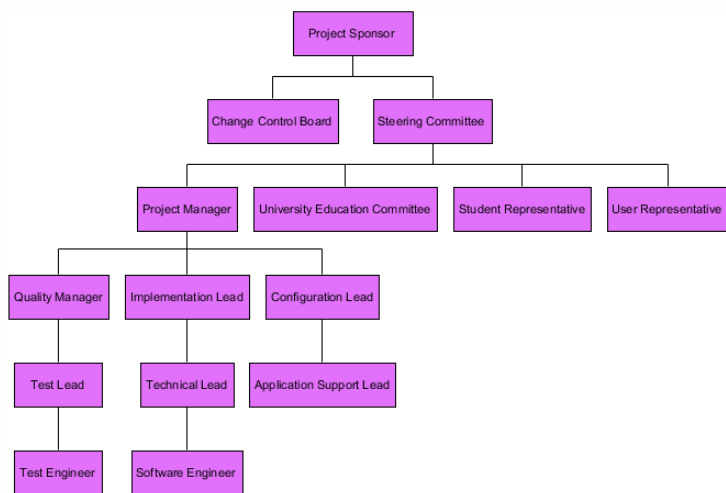 Project Sponsor
Change Control Board
Steering Committee
Project Manager
University Education Committee
Student Representative
User Representative
Quality Manager
Implementation Lead
Configuration Lead
Test Lead
Technical Lead
Application Support Lead
Test Engineer
Software Engineer